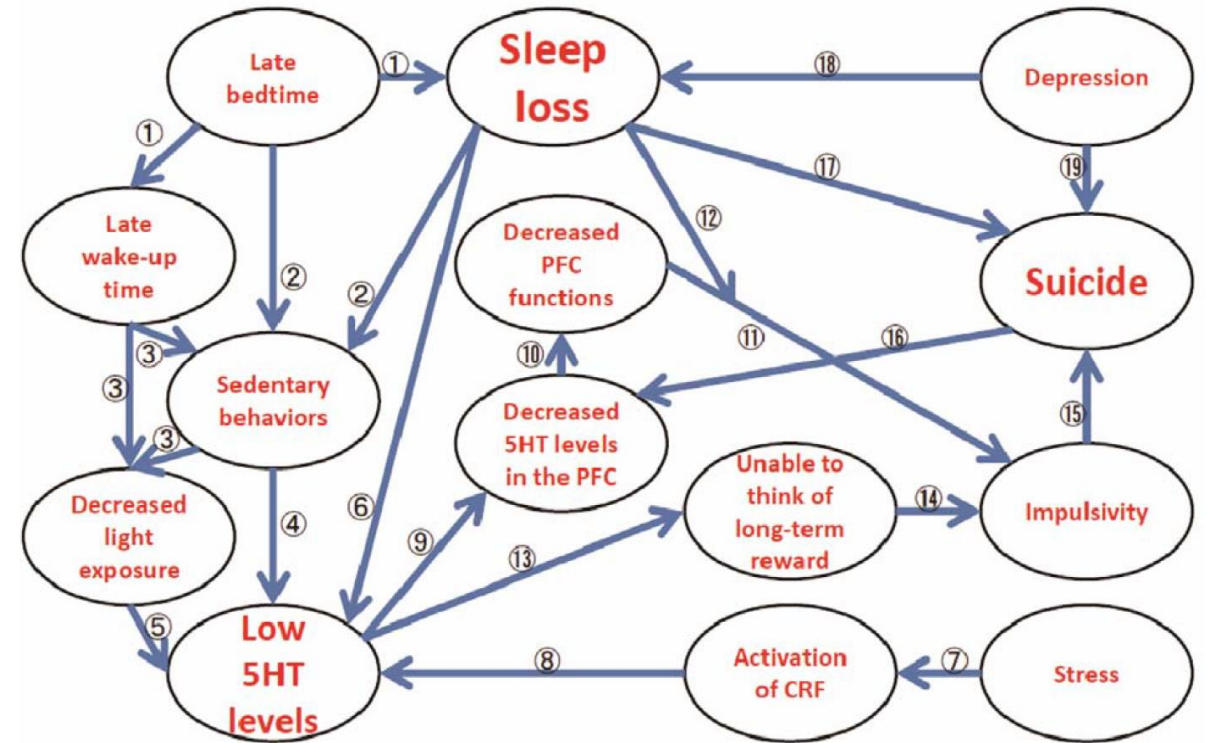 Late
bedtime
①
Sleep
loss
⑱
Depression
①
⑰
⑲
Late
wake-up
time
②
②
Decreased
PFC
functions
⑫
Suicide
③
③
⑩
⑪
⑯
Sedentary
behaviors
③
Decreased
5HT levels
in the PFC
⑮
Unable to
think of
long-term
reward
⑭
Impulsivity
Decreased
light
exposure
④
⑥
⑨
⑬
⑤
Low
5HT
levels
⑧
Activation
of CRF
⑦
Stress